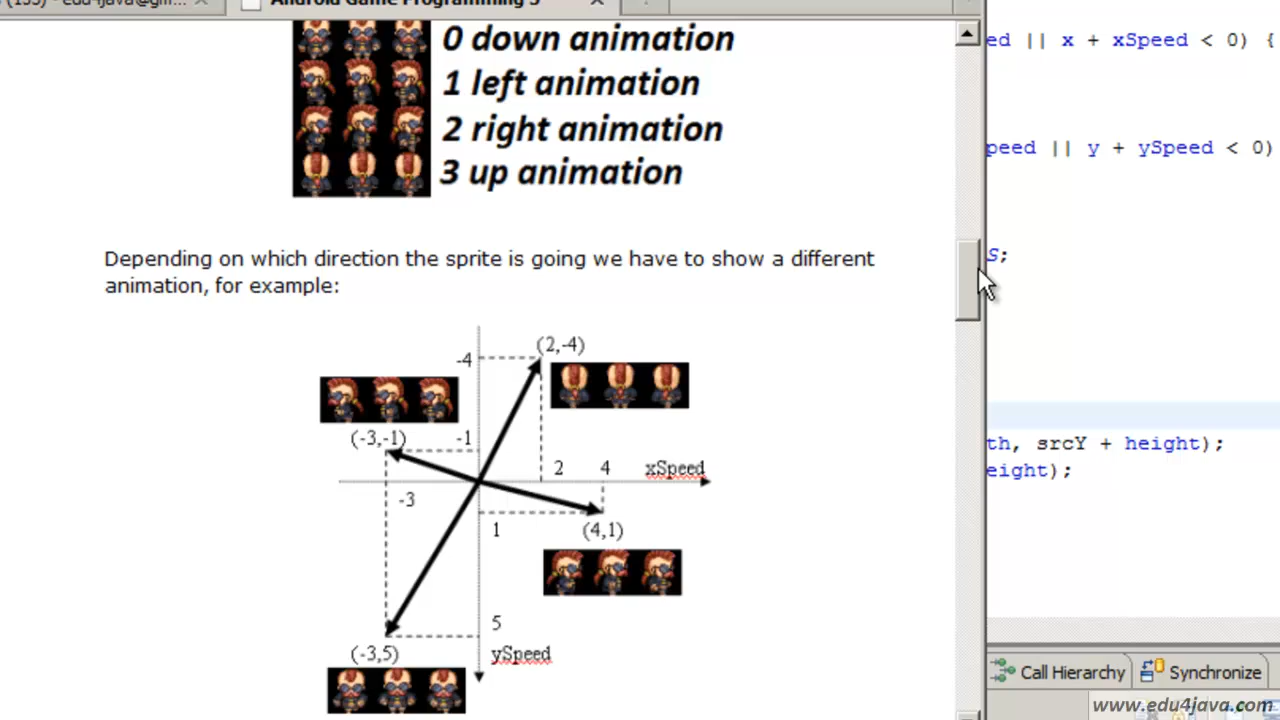 Android Game Programming 5
0 down animation
1 left animation
2 right animation
3 up animation
Depending on which direction the sprite is going we have to show a different
animation, for example:
(2,-4)
-4
(-3,-1)
-1
2
4
xSpeed
-3
1
(4,1)
5
(-3,5)
ySpeed
ed || x + xSpeed < 0) {
peed || y + ySpeed < 0)
S;
th, srcY + height);
eight);
Call Hierarchy
Synchronize
www.edu4java.com